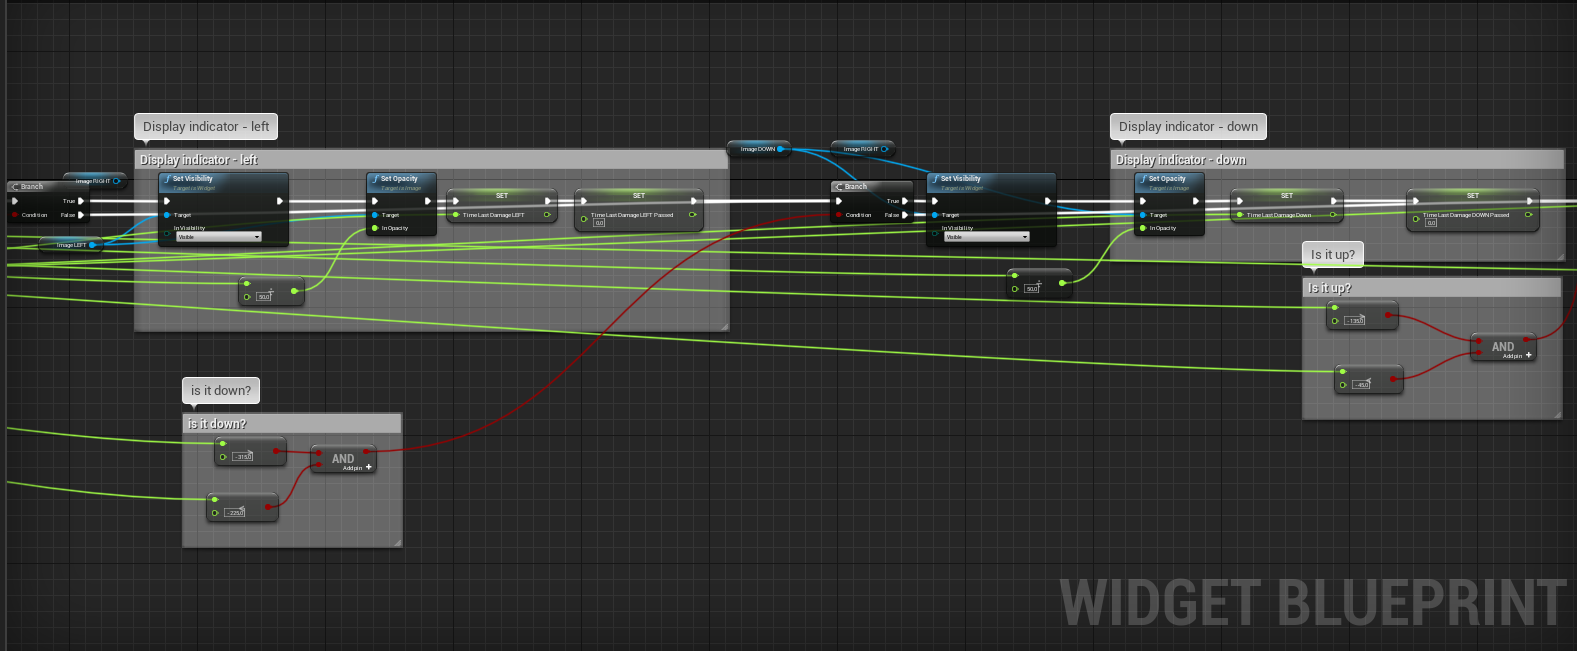 Display indicator - left
Display indicator - left
Branch
True
Condition
False
Image RIGHT
Image LEFT
Set Visibility
Target is Widget
Target
In Visibility
Visible
Set Opacity
Target is Image
Target
In Opacity
SET
Time Last Damage LEFT
SET
Time Last Damage LEFT Passed
0,0
÷
50,0
Image DOWN
Image RIGHT
Branch
True
Condition
False
Set Visibility
Target is Widget
Target
In Visibility
Visible
÷
50,0
Display indicator - down
Display indicator - down
Set Opacity
Target is Image
Target
In Opacity
SET
Time Last Damage Down
SET
Time Last Damage DOWN Passed
0,0
Is it up?
Is it up?
>
-135,0
<
-45,0
AND
Add pin +
is it down?
is it down?
>
-315,0
<
-225,0
AND
Add pin +
WIDGET BLUEPRINT